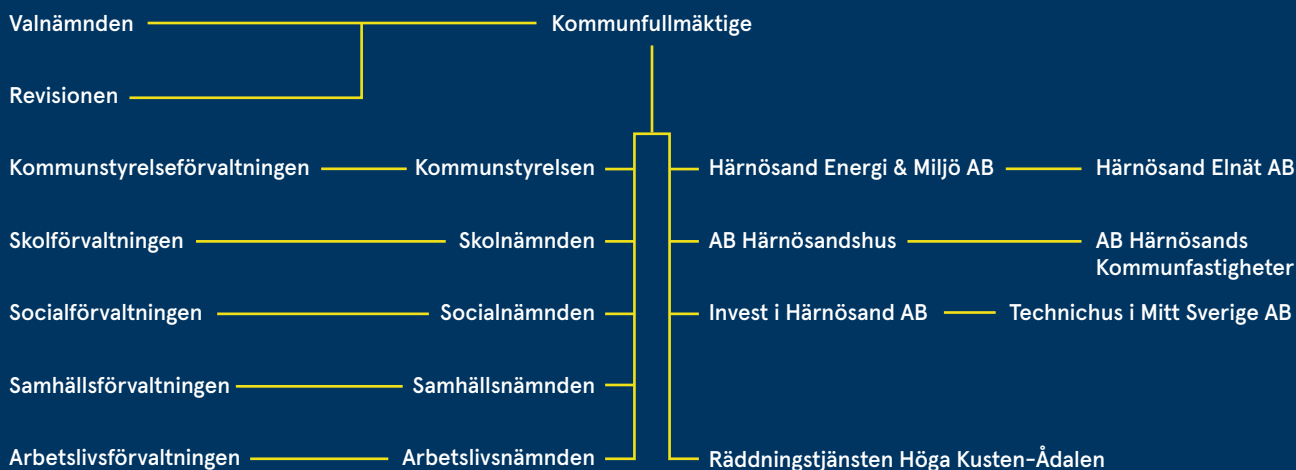 Valnämnden
Kommunfullmäktige
Revisionen
Kommunstyrelseförvaltningen
Kommunstyrelsen
Härnösand Energi & Miljö AB
Härnösand Elnät AB
Skolförvaltningen
Skolnämnden
AB Härnösandshus
AB Härnösands
Kommunfastigheter
Socialförvaltningen
Socialnämnden
Invest i Härnösand AB
Technichus i Mitt Sverige AB
Samhällsförvaltningen
Samhällsnämnden
Arbetslivsförvaltningen
Arbetslivsnämnden
Räddningstjänsten Höga Kusten-Ådalen